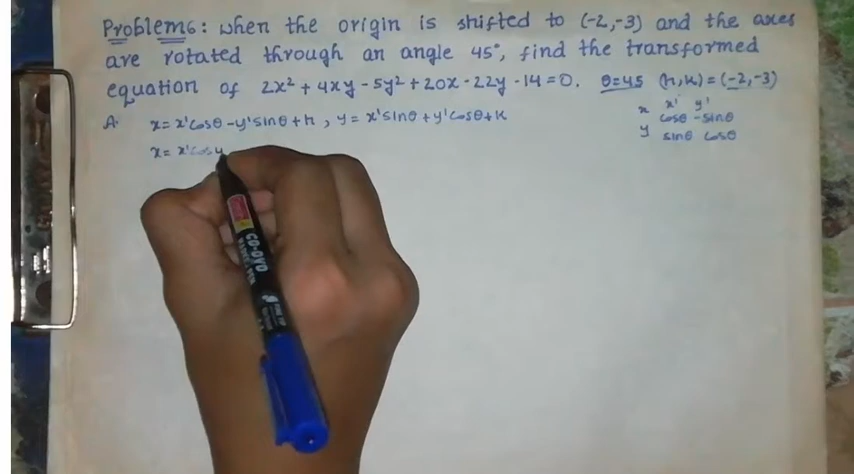 Problem6: when the origin is shifted to (-2,-3) and the axes
are rotated through an angle 45°, find the transformed
equation of 2x² + 4xy - 5y² + 20x - 22y - 14 = 0. θ=45 (h,k) = (-2,-3)
A. x = x'cosθ - y'sinθ + h, y = x'sinθ + y'cosθ + k
x' y'
x cosθ -sinθ
y sinθ cosθ
x = x'cos4